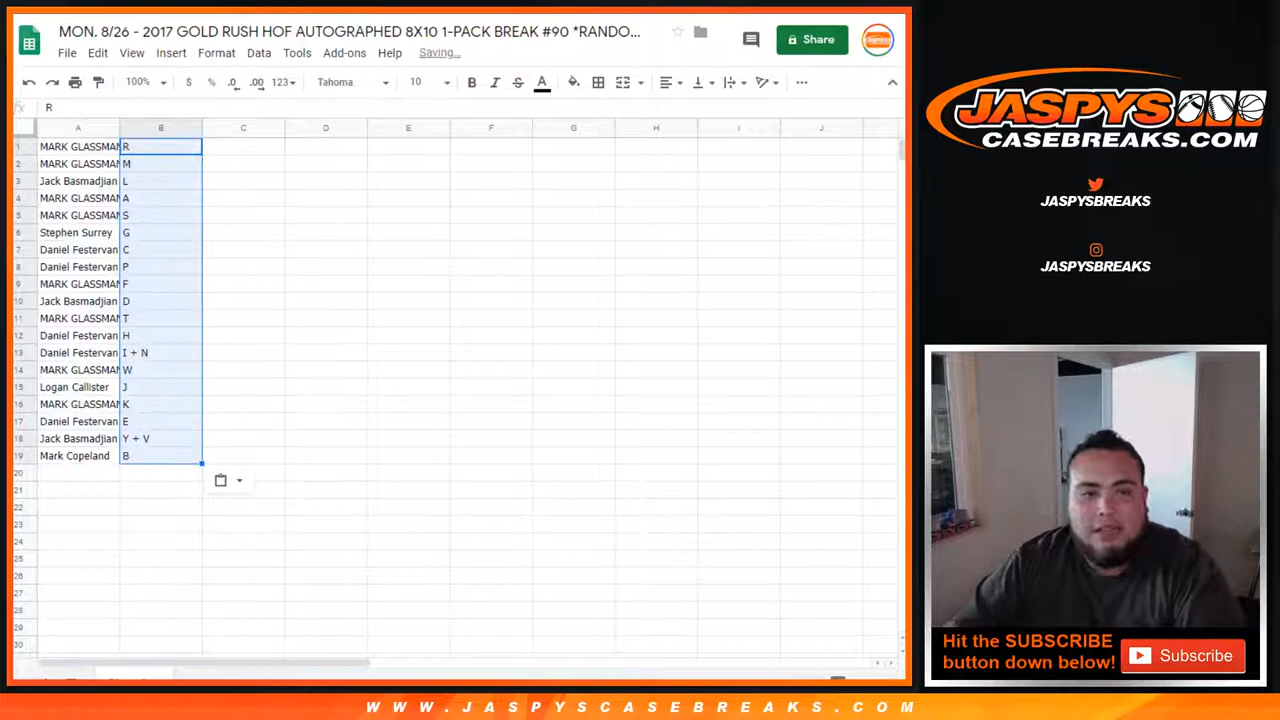 MON. 8/26 - 2017 GOLD RUSH HOF AUTOGRAPHED 8X10 1-PACK BREAK #90 *RANDO...
Share
File Edit View Insert Format Data Tools Add-ons Help Saving...
100% $ % .0 .00 123 Tahoma 10 B I S A
fx R
A B C D E F G H I J
1 MARK GLASSMAN R
2 MARK GLASSMAN M
3 Jack Basmadjian L
4 MARK GLASSMAN A
5 MARK GLASSMAN S
6 Stephen Surrey G
7 Daniel Festervan C
8 Daniel Festervan P
9 MARK GLASSMAN F
10 Jack Basmadjian D
11 MARK GLASSMAN T
12 Daniel Festervan H
13 Daniel Festervan I + N
14 MARK GLASSMAN W
15 Logan Callister J
16 MARK GLASSMAN K
17 Daniel Festervan E
18 Jack Basmadjian Y + V
19 Mark Copeland B
20
21
22
23
24
25
26
27
28
29
30
JASPYS
CASEBREAKS.COM
JASPYSBREAKS
JASPYSBREAKS
Hit the SUBSCRIBE
button down below!
Subscribe
WWW.JASPYSCASEBREAKS.COM